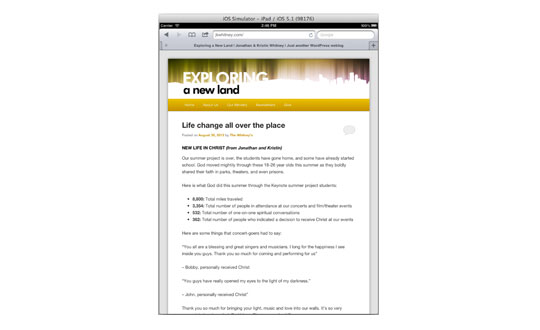 iOS Simulator - iPad / iOS 5.1 (9B176)
Carrier
2:46 PM
jkwhitney.com/
Google
Exploring a New Land | Jonathan & Kristin Whitney | Just another WordPress weblog
EXPLORING
a new land
Home About us Our Ministry Recruitment Give
Life change all over the place
Posted on August 16, 2012 by The Whitney's
NEW LIFE IN CHRIST (from Jonathan and Kristin)
Our summer project is over, the students have gone home, and some have already started
school. God moved mightily through these 18-26 year olds this summer as they boldly
shared their faith in parks, theaters, and even prisons.
Here is what God did this summer through the Keynote summer project students:
• 8,800: Total miles traveled
• 3,354: Total number of people in attendance at our concerts and film/theater events
• 532: Total number of one-on-one spiritual conversations
• 362: Total number of people who indicated a decision to receive Christ at our events
Here are some things that concert-goers had to say:
"You all are a blessing and great singers and musicians. I long for the happiness I see
inside you guys. Thank you so much for coming and performing for us"
– Bobby, personally received Christ
"You guys have really opened my eyes to the light of my darkness."
– John, personally received Christ"
Thank you so much for bringing your light, music and love into our walls. It's so very